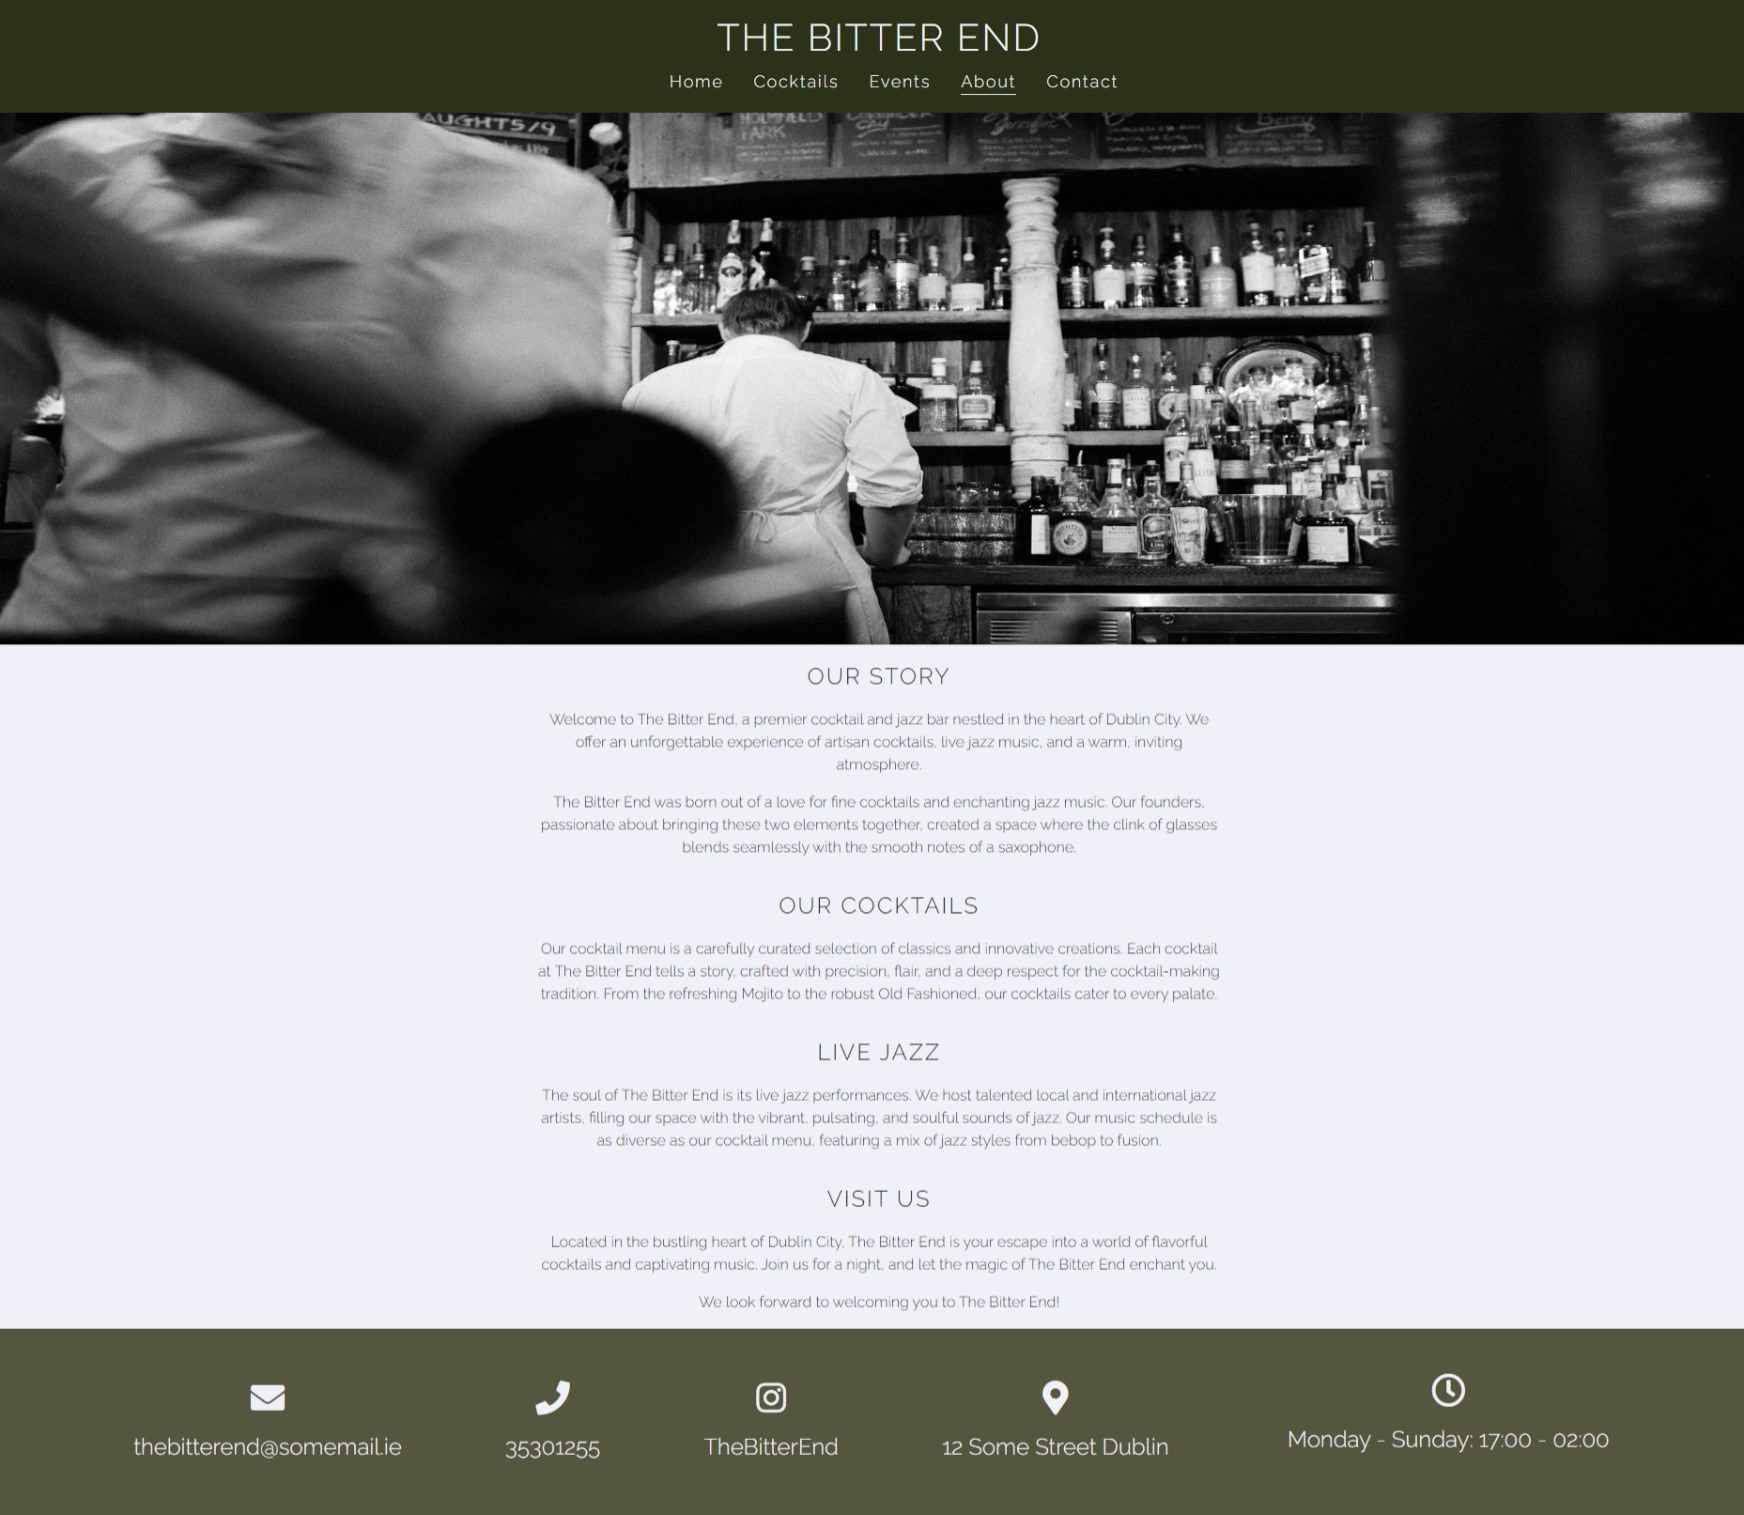 THE BITTER END
Home Cocktails Events About Contact
AUGHTS/9
PARK
OUR STORY
Welcome to The Bitter End, a premier cocktail and jazz bar nestled in the heart of Dublin City. We
offer an unforgettable experience of artisan cocktails, live jazz music, and a warm, inviting
atmosphere.
The Bitter End was born out of a love for fine cocktails and enchanting jazz music. Our founders,
passionate about bringing these two elements together, created a space where the clink of glasses
blends seamlessly with the smooth notes of a saxophone.
OUR COCKTAILS
Our cocktail menu is a carefully curated selection of classics and innovative creations. Each cocktail
at The Bitter End tells a story, crafted with precision, flair, and a deep respect for the cocktail-making
tradition. From the refreshing Mojito to the robust Old Fashioned, our cocktails cater to every palate.
LIVE JAZZ
The soul of The Bitter End is its live jazz performances. We host talented local and international jazz
artists, filling our space with the vibrant, pulsating, and soulful sounds of jazz. Our music schedule is
as diverse as our cocktail menu, featuring a mix of jazz styles from bebop to fusion.
VISIT US
Located in the bustling heart of Dublin City, The Bitter End is your escape into a world of flavorful
cocktails and captivating music. Join us for a night, and let the magic of The Bitter End enchant you.
We look forward to welcoming you to The Bitter End!
thebitterend@somemail.ie 35301255 TheBitterEnd 12 Some Street Dublin Monday - Sunday: 17:00 - 02:00